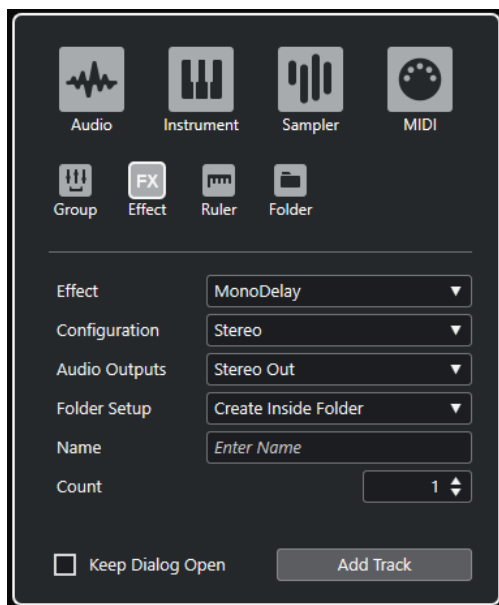 Audio Instrument Sampler MIDI
FX
Group Effect Ruler Folder
Effect MonoDelay
Configuration Stereo
Audio Outputs Stereo Out
Folder Setup Create Inside Folder
Name Enter Name
Count 1
Keep Dialog Open Add Track